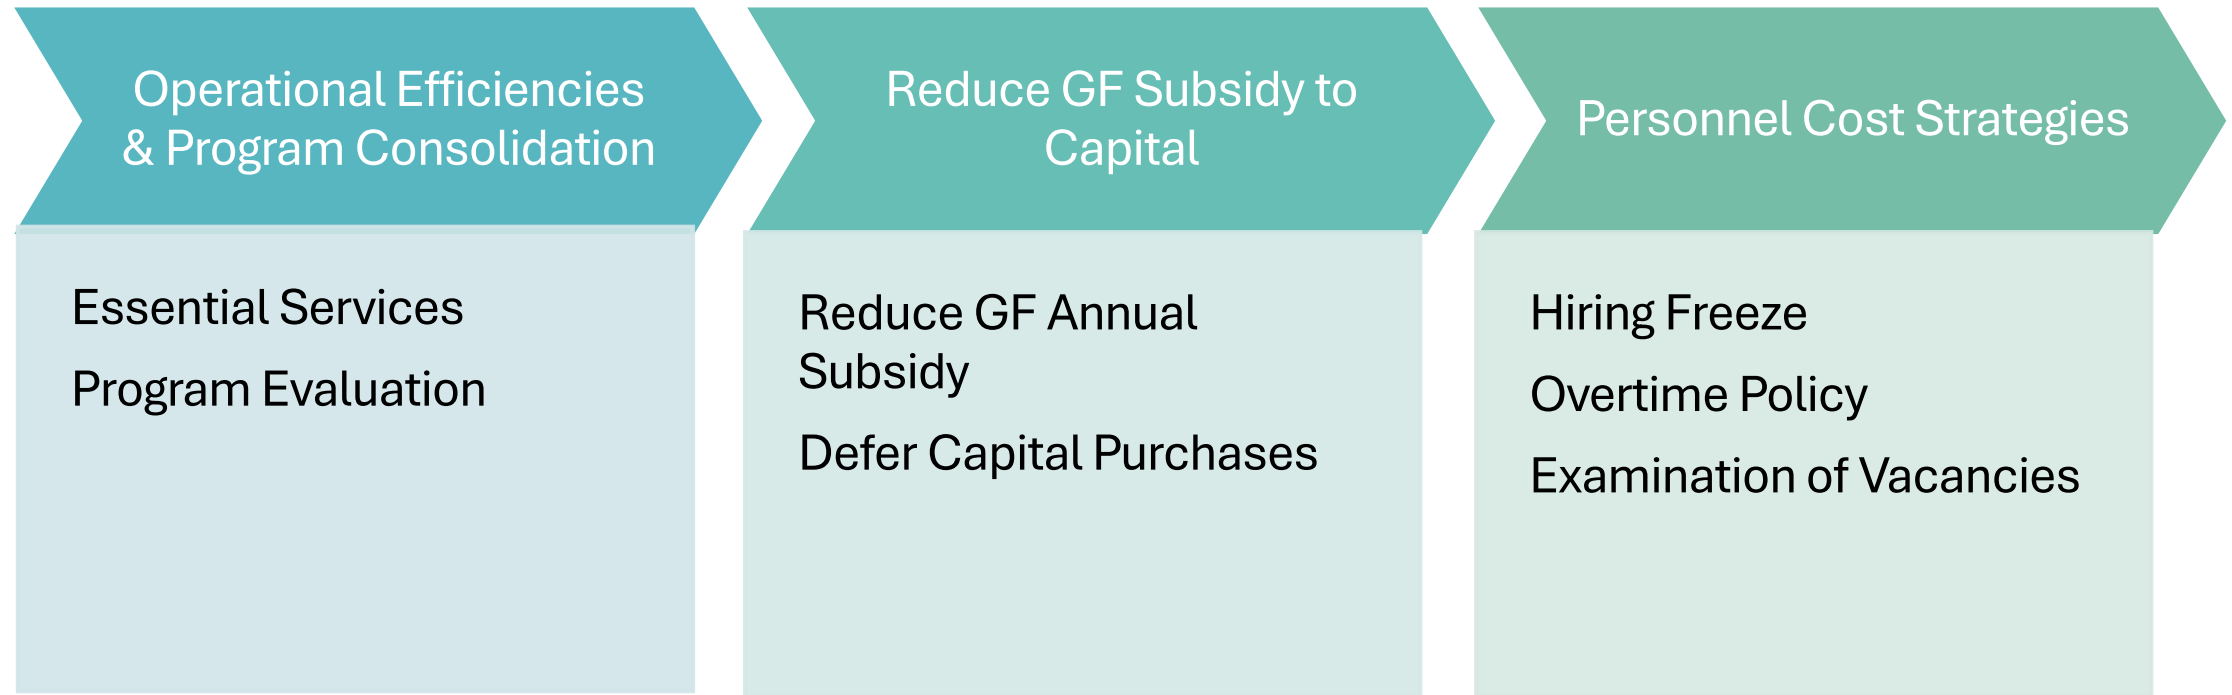 Operational Efficiencies
& Program Consolidation
Essential Services
Program Evaluation
Reduce GF Subsidy to
Capital
Reduce GF Annual
Subsidy
Defer Capital Purchases
Personnel Cost Strategies
Hiring Freeze
Overtime Policy
Examination of Vacancies